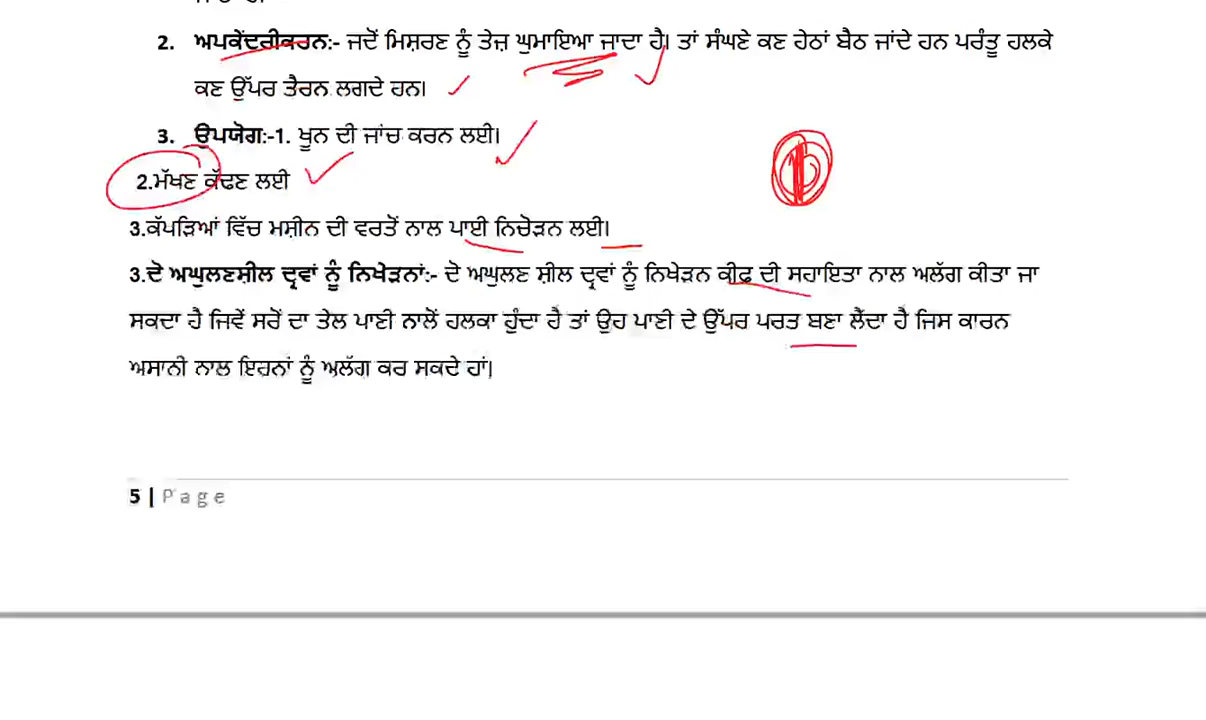 2. ਅਪਕੇਂਦਰੀਕਰਨ:- ਜਦੋਂ ਮਿਸ਼ਰਣ ਨੂੰ ਤੇਜ਼ ਘੁਮਾਇਆ ਜਾਦਾ ਹੈ। ਤਾਂ ਸੰਘਣੇ ਕਣ ਹੇਠਾਂ ਬੈਠ ਜਾਂਦੇ ਹਨ ਪਰੰਤੂ ਹਲਕੇ
ਕਣ ਉੱਪਰ ਤੈਰਨ ਲਗਦੇ ਹਨ।
3. ਉਪਯੋਗ:-1. ਖੂਨ ਦੀ ਜਾਂਚ ਕਰਨ ਲਈ।
2.ਮੱਖਣ ਕੱਢਣ ਲਈ
3.ਕੱਪੜਿਆਂ ਵਿੱਚ ਮਸ਼ੀਨ ਦੀ ਵਰਤੋਂ ਨਾਲ ਪਾਈ ਨਿਚੋੜਨ ਲਈ।
3.ਦੋ ਅਘੁਲਣਸ਼ੀਲ ਦ੍ਰਵਾਂ ਨੂੰ ਨਿਖੇੜਨਾਂ:- ਦੋ ਅਘੁਲਣ ਸ਼ੀਲ ਦ੍ਰਵਾਂ ਨੂੰ ਨਿਖੇੜਨ ਕੀਫ ਦੀ ਸਹਾਇਤਾ ਨਾਲ ਅਲੱਗ ਕੀਤਾ ਜਾ
ਸਕਦਾ ਹੈ ਜਿਵੇਂ ਸਰੋਂ ਦਾ ਤੇਲ ਪਾਣੀ ਨਾਲੋਂ ਹਲਕਾ ਹੁੰਦਾ ਹੈ ਤਾਂ ਉਹ ਪਾਣੀ ਦੇ ਉੱਪਰ ਪਰਤ ਬਣਾ ਲੈਂਦਾ ਹੈ ਜਿਸ ਕਾਰਨ
ਅਸਾਨੀ ਨਾਲ ਇਹਨਾਂ ਨੂੰ ਅਲੱਗ ਕਰ ਸਕਦੇ ਹਾਂ।
5 | Page